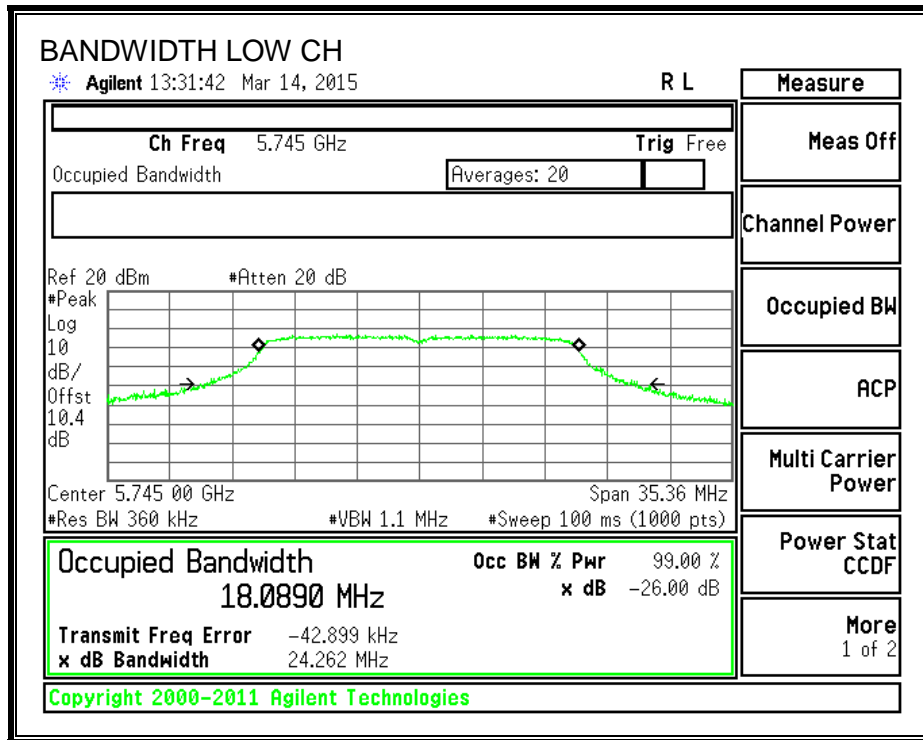 BANDWIDTH LOW CH
Agilent 13:31:42 Mar 14, 2015 R L
Measure
Ch Freq 5.745 GHz Trig Free
Meas Off
Occupied Bandwidth Averages: 20
Channel Power
Ref 20 dBm #Atten 20 dB
#Peak
Log
10
dB/
Offst
10.4
dB
Occupied BW
ACP
Multi Carrier
Power
Center 5.745 00 GHz Span 35.36 MHz
#Res BW 360 kHz #VBW 1.1 MHz #Sweep 100 ms (1000 pts)
Power Stat
CCDF
Occupied Bandwidth Occ BW % Pwr 99.00 %
18.0890 MHz x dB -26.00 dB
Transmit Freq Error -42.899 kHz
x dB Bandwidth 24.262 MHz
More
1 of 2
Copyright 2000-2011 Agilent Technologies